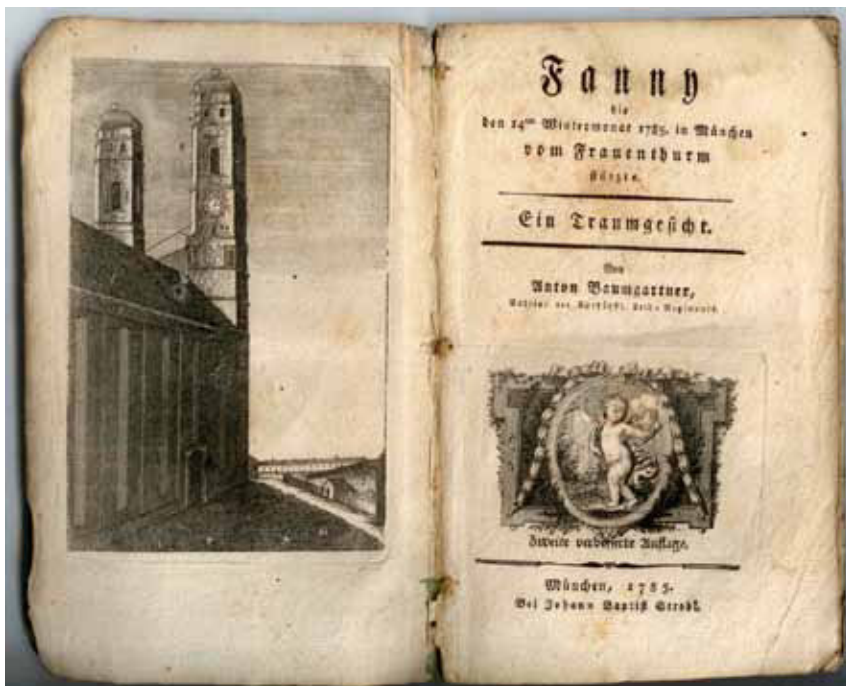 Fanny
die
den 14ten Wintermonat 1785. in München
vom Frauenthurm
stürzte.
Ein Traumgesicht.
Von
Anton Baumgartner,
Zweite verbesserte Auflage.
München, 1785.
Bei Johann Baptist Strobl.